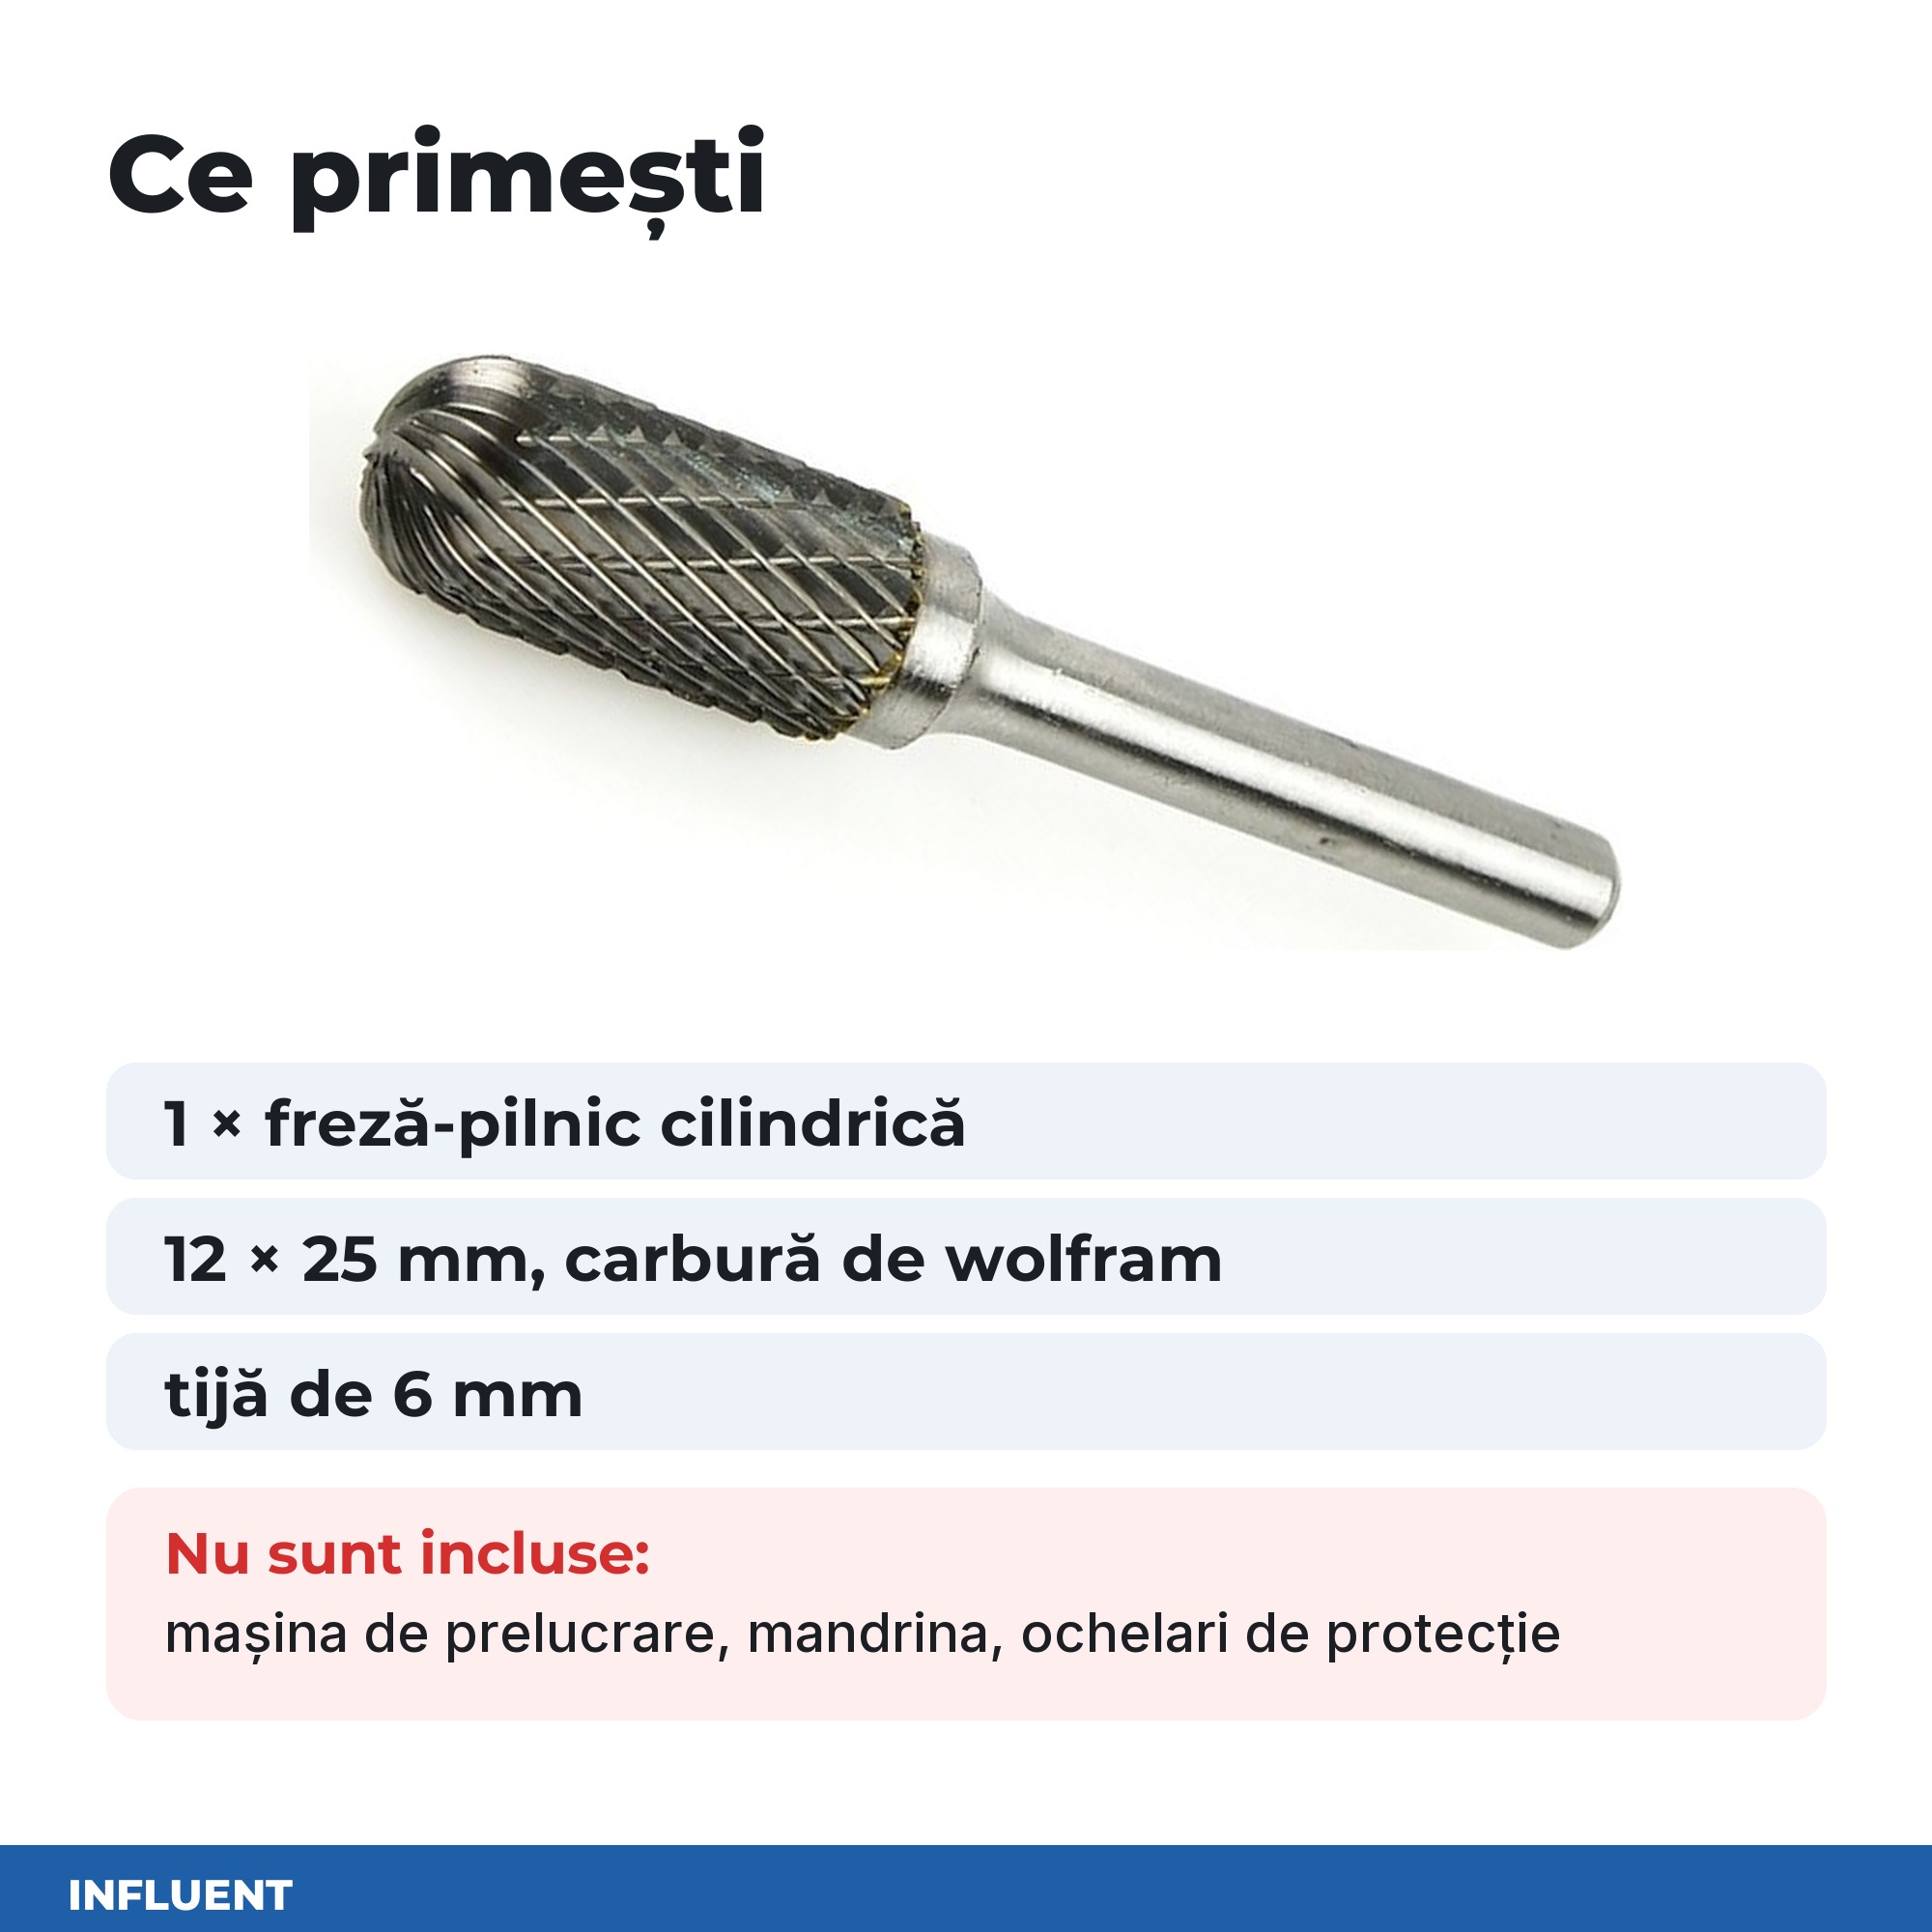 Ce primești
1 × freză-pilnic cilindrică
12 × 25 mm, carbură de wolfram
tijă de 6 mm
Nu sunt incluse:
mașina de prelucrare, mandrina, ochelari de protecție
INFLUENT